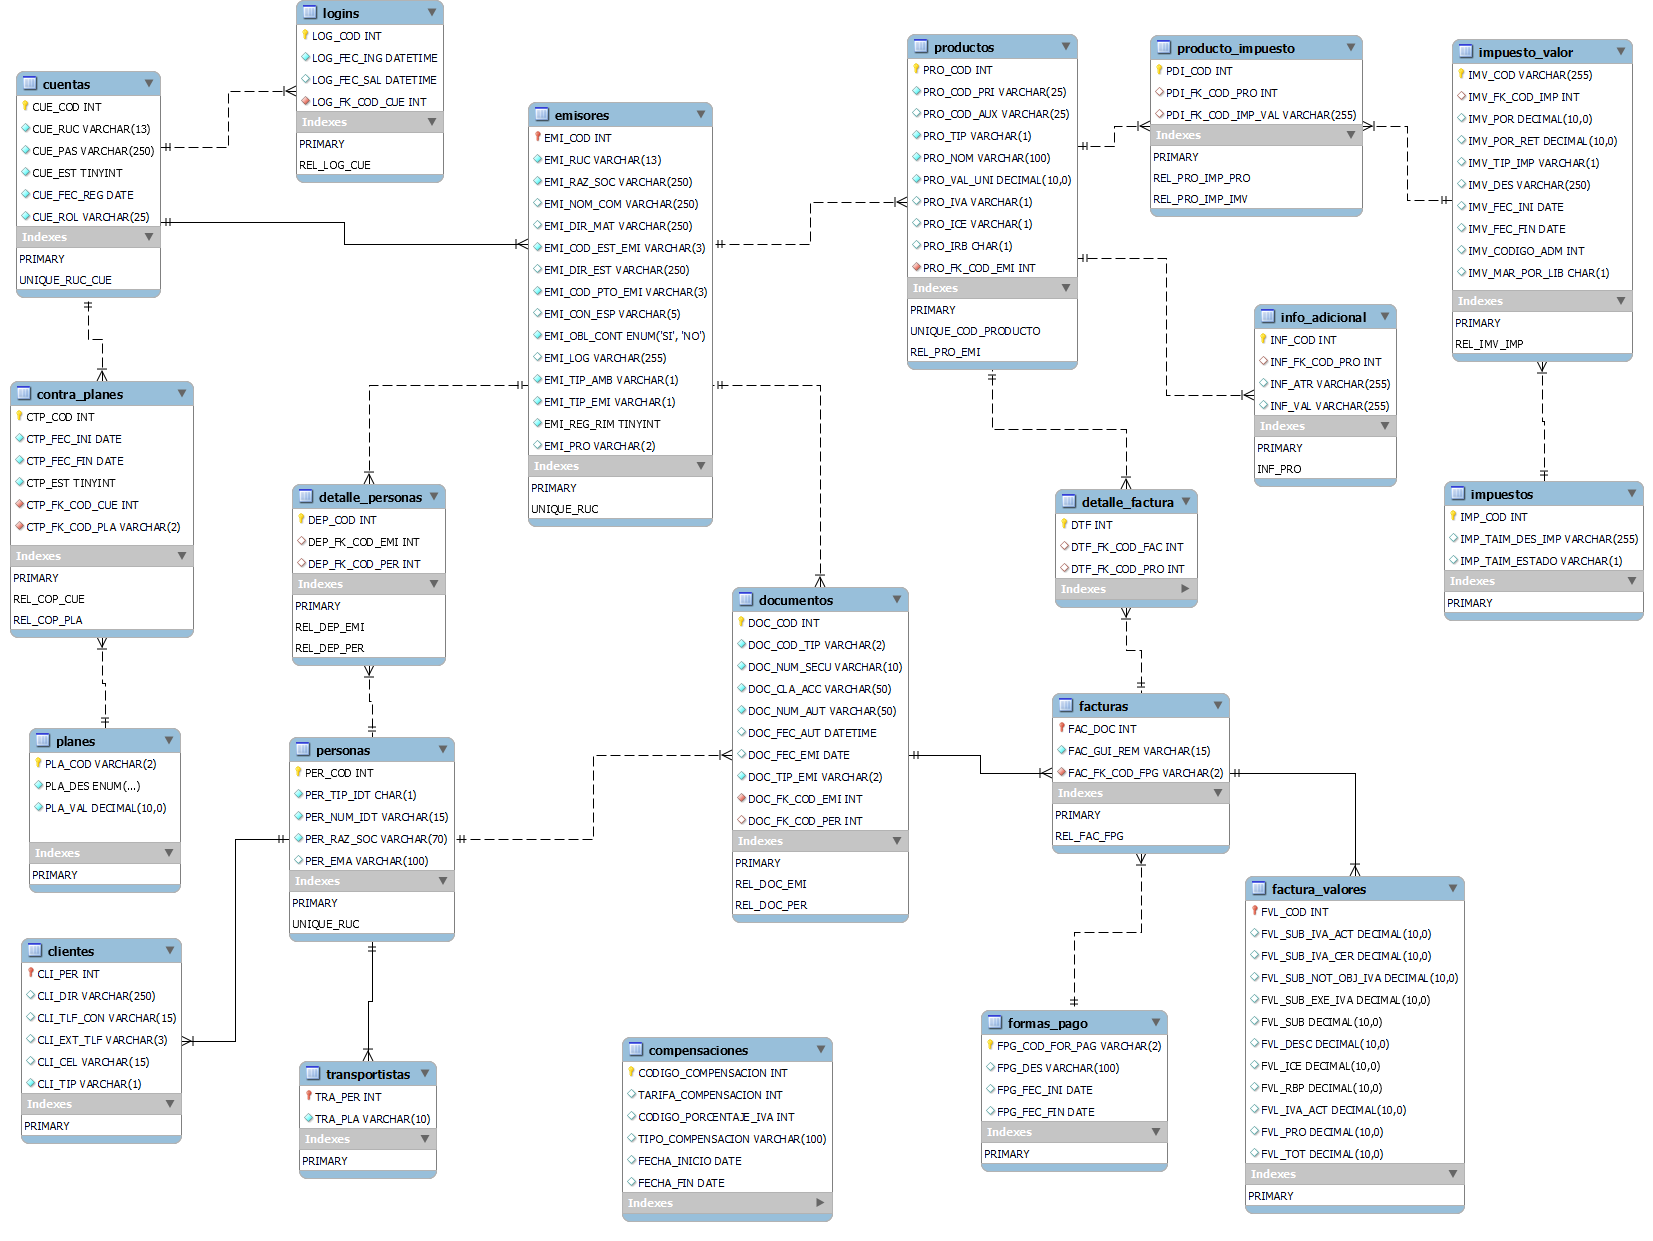 logins
LOG_COD INT
LOG_FEC_ING DATETIME
LOG_FEC_SAL DATETIME
LOG_FK_COD_CUE INT
Indexes
PRIMARY
REL_LOG_CUE
cuentas
CUE_COD INT
CUE_RUC VARCHAR(13)
CUE_PAS VARCHAR(250)
CUE_EST TINYINT
CUE_FEC_REG DATE
CUE_ROL VARCHAR(25)
Indexes
PRIMARY
UNIQUE_RUC_CUE
emisores
EMI_COD INT
EMI_RUC VARCHAR(13)
EMI_RAZ_SOC VARCHAR(250)
EMI_NOM_COM VARCHAR(250)
EMI_DIR_MAT VARCHAR(250)
EMI_COD_EST_EMI VARCHAR(3)
EMI_DIR_EST VARCHAR(250)
EMI_COD_PTO_EMI VARCHAR(3)
EMI_CON_ESP VARCHAR(5)
EMI_OBL_CONT ENUM('SI', 'NO')
EMI_LOG VARCHAR(255)
EMI_TIP_AMB VARCHAR(1)
EMI_TIP_EMI VARCHAR(1)
EMI_REG_RIM TINYINT
EMI_PRO VARCHAR(2)
Indexes
PRIMARY
UNIQUE_RUC
productos
PRO_COD INT
PRO_COD_PRI VARCHAR(25)
PRO_COD_AUX VARCHAR(25)
PRO_TIP VARCHAR(1)
PRO_NOM VARCHAR(100)
PRO_VAL_UNI DECIMAL(10,0)
PRO_IVA VARCHAR(1)
PRO_ICE VARCHAR(1)
PRO_IRB CHAR(1)
PRO_FK_COD_EMI INT
Indexes
PRIMARY
UNIQUE_COD_PRODUCTO
REL_PRO_EMI
producto_impuesto
PDI_COD INT
PDI_FK_COD_PRO INT
PDI_FK_COD_IMP_VAL VARCHAR(255)
Indexes
PRIMARY
REL_PRO_IMP_PRO
REL_PRO_IMP_IMV
impuesto_valor
IMV_COD VARCHAR(255)
IMV_FK_COD_IMP INT
IMV_POR DECIMAL(10,0)
IMV_POR_RET DECIMAL(10,0)
IMV_TIP_IMP VARCHAR(1)
IMV_DES VARCHAR(250)
IMV_FEC_INI DATE
IMV_FEC_FIN DATE
IMV_CODIGO_ADM INT
IMV_MAR_POR_LIB CHAR(1)
Indexes
PRIMARY
REL_IMV_IMP
info_adicional
INF_COD INT
INF_FK_COD_PRO INT
INF_ATR VARCHAR(255)
INF_VAL VARCHAR(255)
Indexes
PRIMARY
INF_PRO
contra_planes
CTP_COD INT
CTP_FEC_INI DATE
CTP_FEC_FIN DATE
CTP_EST TINYINT
CTP_FK_COD_CUE INT
CTP_FK_COD_PLA VARCHAR(2)
Indexes
PRIMARY
REL_COP_CUE
REL_COP_PLA
detalle_personas
DEP_COD INT
DEP_FK_COD_EMI INT
DEP_FK_COD_PER INT
Indexes
PRIMARY
REL_DEP_EMI
REL_DEP_PER
detalle_factura
DTF INT
DTF_FK_COD_FAC INT
DTF_FK_COD_PRO INT
Indexes
impuestos
IMP_COD INT
IMP_TAIM_DES_IMP VARCHAR(255)
IMP_TAIM_ESTADO VARCHAR(1)
Indexes
PRIMARY
documentos
DOC_COD INT
DOC_COD_TIP VARCHAR(2)
DOC_NUM_SECU VARCHAR(10)
DOC_CLA_ACC VARCHAR(50)
DOC_NUM_AUT VARCHAR(50)
DOC_FEC_AUT DATETIME
DOC_FEC_EMI DATE
DOC_TIP_EMI VARCHAR(2)
DOC_FK_COD_EMI INT
DOC_FK_COD_PER INT
Indexes
PRIMARY
REL_DOC_EMI
REL_DOC_PER
facturas
FAC_DOC INT
FAC_GUI_REM VARCHAR(15)
FAC_FK_COD_FPG VARCHAR(2)
Indexes
PRIMARY
REL_FAC_FPG
planes
PLA_COD VARCHAR(2)
PLA_DES ENUM(...)
PLA_VAL DECIMAL(10,0)
Indexes
PRIMARY
personas
PER_COD INT
PER_TIP_IDT CHAR(1)
PER_NUM_IDT VARCHAR(15)
PER_RAZ_SOC VARCHAR(70)
PER_EMA VARCHAR(100)
Indexes
PRIMARY
UNIQUE_RUC
factura_valores
FVL_COD INT
FVL_SUB_IVA_ACT DECIMAL(10,0)
FVL_SUB_IVA_CER DECIMAL(10,0)
FVL_SUB_NOT_OBJ_IVA DECIMAL(10,0)
FVL_SUB_EXE_IVA DECIMAL(10,0)
FVL_SUB DECIMAL(10,0)
FVL_DESC DECIMAL(10,0)
FVL_ICE DECIMAL(10,0)
FVL_RBP DECIMAL(10,0)
FVL_IVA_ACT DECIMAL(10,0)
FVL_PRO DECIMAL(10,0)
FVL_TOT DECIMAL(10,0)
Indexes
PRIMARY
clientes
CLI_PER INT
CLI_DIR VARCHAR(250)
CLI_TLF_CON VARCHAR(15)
CLI_EXT_TLF VARCHAR(3)
CLI_CEL VARCHAR(15)
CLI_TIP VARCHAR(1)
Indexes
PRIMARY
transportistas
TRA_PER INT
TRA_PLA VARCHAR(10)
Indexes
PRIMARY
compensaciones
CODIGO_COMPENSACION INT
TARIFA_COMPENSACION INT
CODIGO_PORCENTAJE_IVA INT
TIPO_COMPENSACION VARCHAR(100)
FECHA_INICIO DATE
FECHA_FIN DATE
Indexes
formas_pago
FPG_COD_FOR_PAG VARCHAR(2)
FPG_DES VARCHAR(100)
FPG_FEC_INI DATE
FPG_FEC_FIN DATE
Indexes
PRIMARY